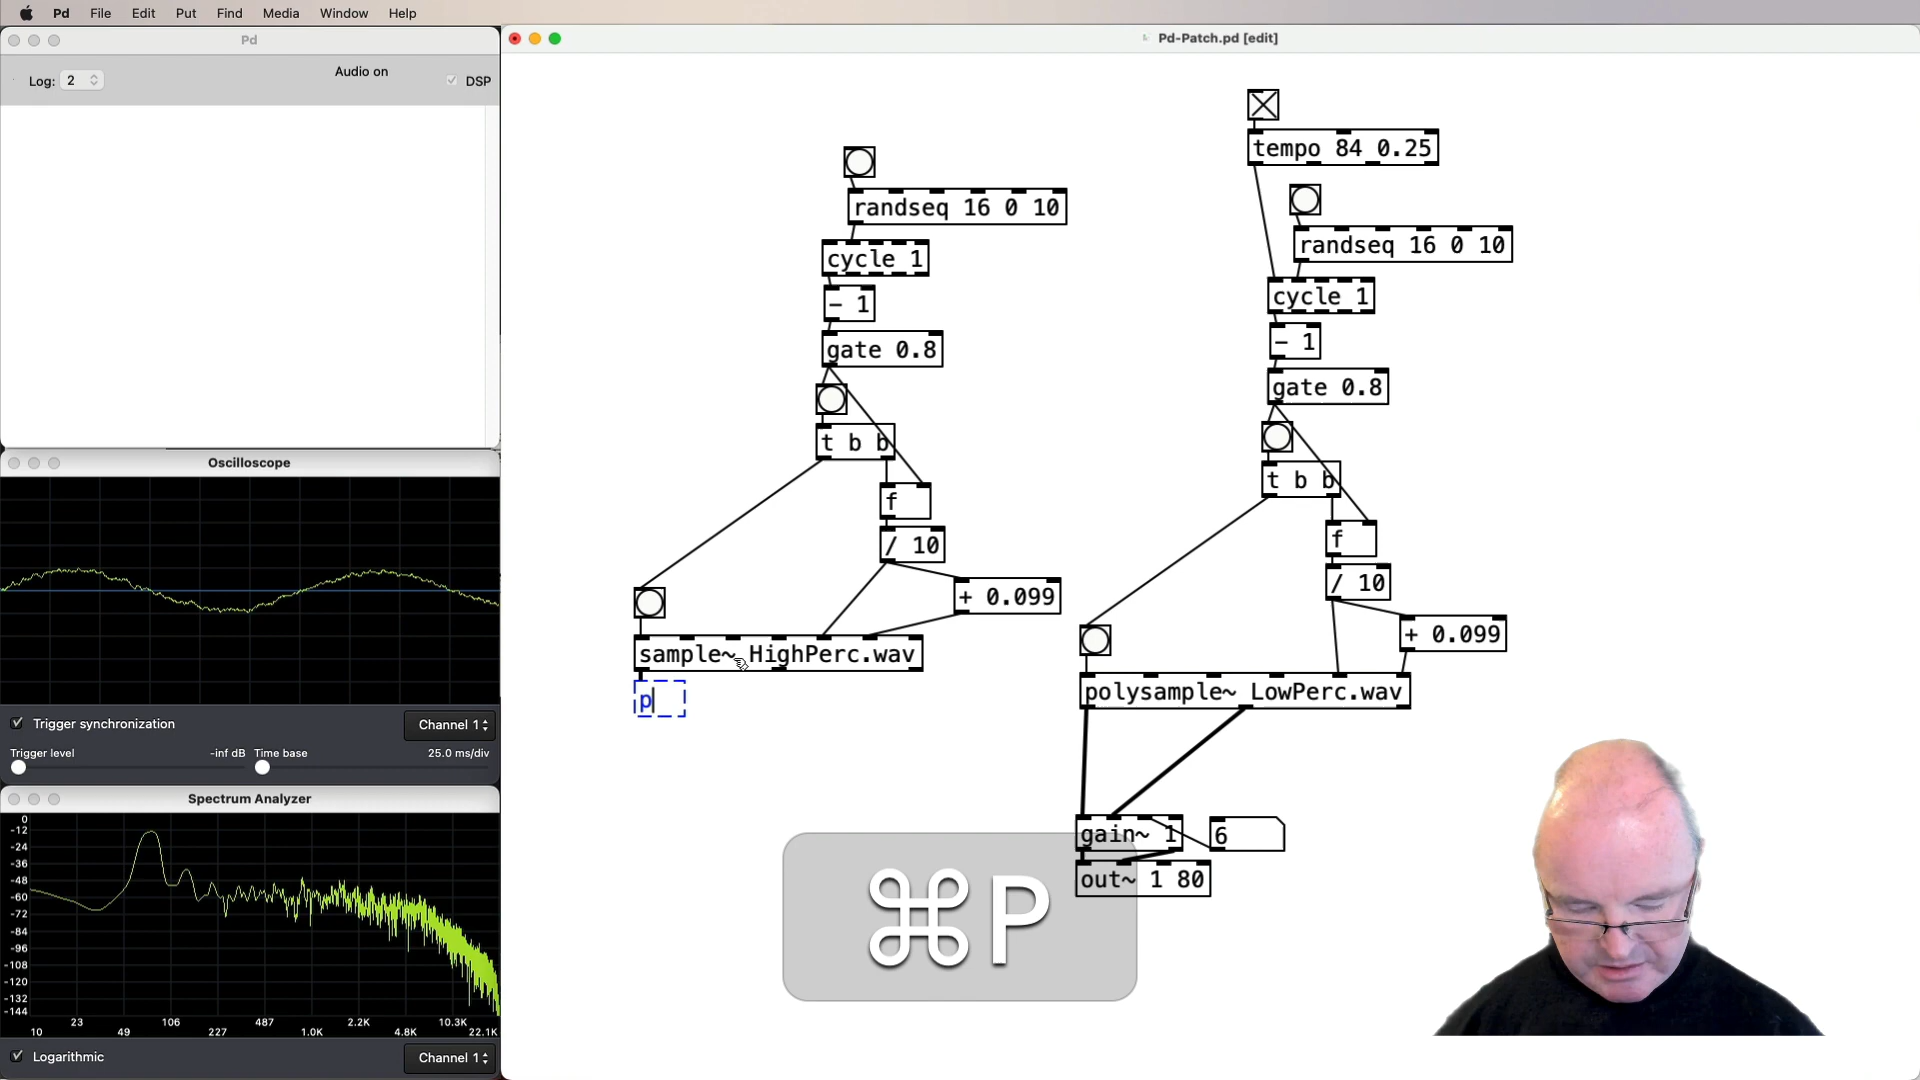 Pd File Edit Put Find Media Window Help
Pd
Log: 2
Audio on
DSP
Oscilloscope
Trigger synchronization
Channel 1
Trigger level
-inf dB
Time base
25.0 ms/div
Spectrum Analyzer
0
-12
-24
-36
-48
-60
-72
-84
-96
-108
-120
-132
-144
10 23 49 106 227 487 1.0K 2.2K 4.8K 10.3K 22.1K
Logarithmic
Channel 1
Pd-Patch.pd [edit]
randseq 16 0 10
cycle 1
- 1
gate 0.8
t b b
f
/ 10
+ 0.099
sample~ HighPerc.wav
p
tempo 84 0.25
randseq 16 0 10
cycle 1
- 1
gate 0.8
t b b
f
/ 10
+ 0.099
polysample~ LowPerc.wav
gain~ 1
6
out~ 1 80
⌘P